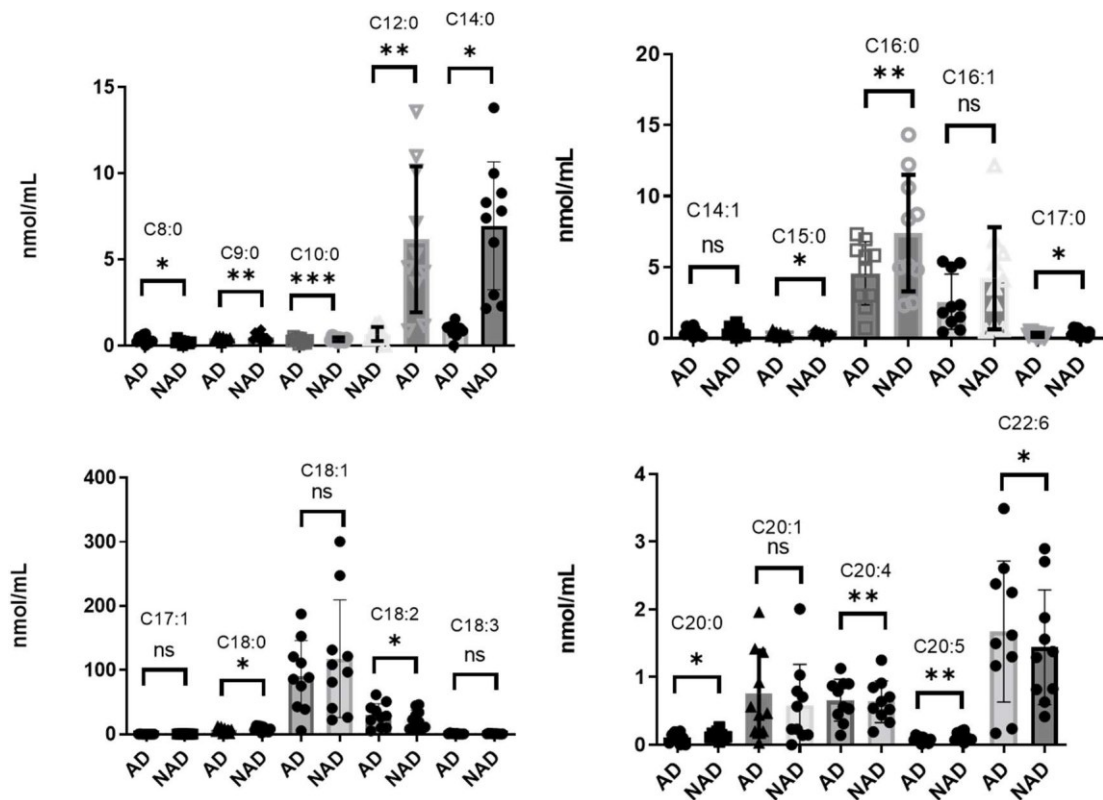 C12:0 C14:0
** *
15
10
5
0
nmol/mL
C8:0 C9:0 C10:0
* ** ***
AD NAD AD NAD AD NAD NAD AD AD NAD
20
15
10
5
0
nmol/mL
C16:0
**
C16:1
ns
C14:1
ns
C15:0
*
C17:0
*
AD NAD AD NAD AD NAD AD NAD AD NAD
400
300
200
100
0
nmol/mL
C18:1
ns
C17:1
ns
C18:0
*
C18:2
*
C18:3
ns
AD NAD AD NAD AD NAD AD NAD AD NAD
4
3
2
1
0
nmol/mL
C22:6
*
C20:1
ns
C20:4
**
C20:0
*
C20:5
**
AD NAD AD NAD AD NAD AD NAD AD NAD